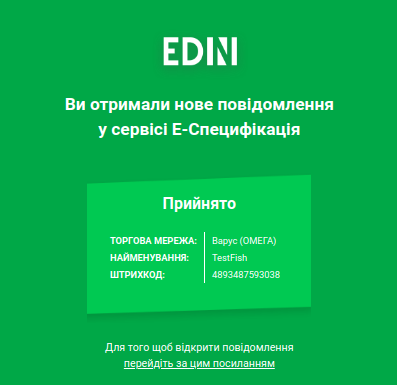 EDIN
Ви отримали нове повідомлення
у сервісі Е-Специфікація
Прийнято
ТОРГОВА МЕРЕЖА: Варус (ОМЕГА)
НАЙМЕНУВАННЯ: TestFish
ШТРИХКОД: 4893487593038
Для того щоб відкрити повідомлення
перейдіть за цим посиланням